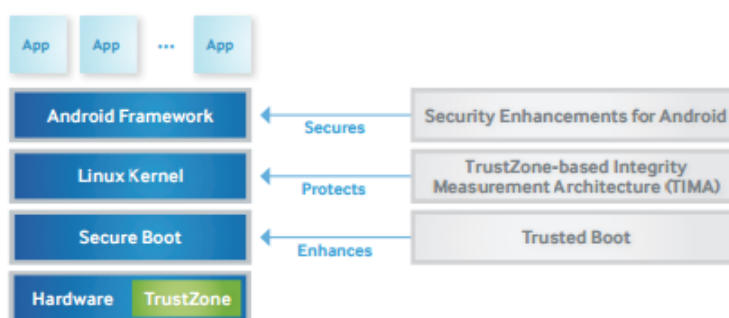 App App ... App
Android Framework
Secures
Security Enhancements for Android
Linux Kernel
Protects
TrustZone-based Integrity
Measurement Architecture (TIMA)
Secure Boot
Enhances
Trusted Boot
Hardware TrustZone